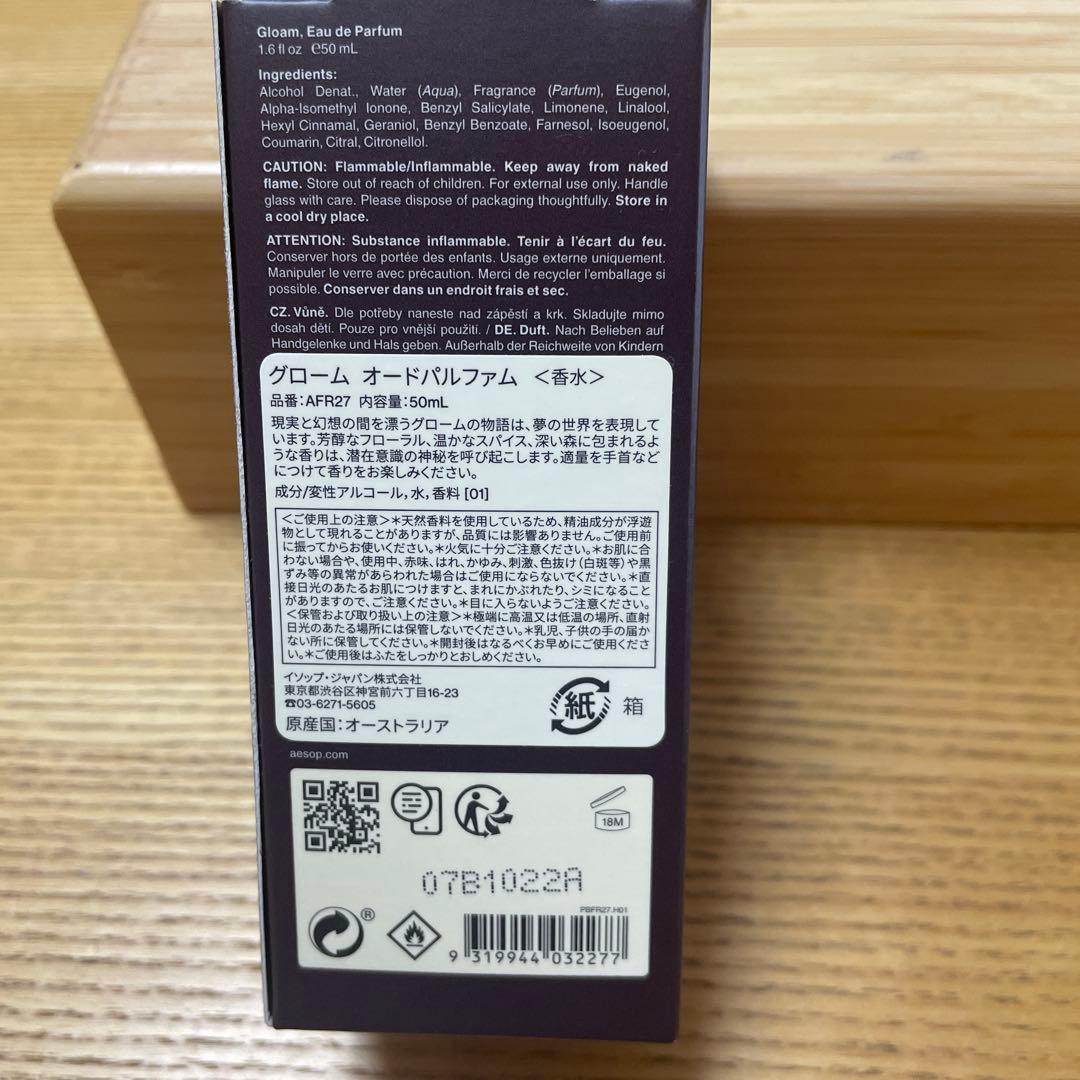 Gloam, Eau de Parfum
1.6 fl oz ℮50 mL
Ingredients:
Alcohol Denat., Water (Aqua), Fragrance (Parfum), Eugenol,
Alpha-Isomethyl Ionone, Benzyl Salicylate, Limonene, Linalool,
Hexyl Cinnamal, Geraniol, Benzyl Benzoate, Farnesol, Isoeugenol,
Coumarin, Citral, Citronellol.
CAUTION: Flammable/Inflammable. Keep away from naked
flame. Store out of reach of children. For external use only. Handle
glass with care. Please dispose of packaging thoughtfully. Store in
a cool dry place.
ATTENTION: Substance inflammable. Tenir à l'écart du feu.
Conserver hors de portée des enfants. Usage externe uniquement.
Manipuler le verre avec précaution. Merci de recycler l'emballage si
possible. Conserver dans un endroit frais et sec.
CZ. Vůně. Dle potřeby naneste nad zápěstí a krk. Skladujte mimo
dosah dětí. Pouze pro vnější použití. / DE. Duft. Nach Belieben auf
Handgelenke und Hals geben. Außerhalb der Reichweite von Kindern
グローム オードパルファム ＜香水＞
品番：AFR27 内容量：50mL
現実と幻想の間を漂うグロームの物語は、夢の世界を表現して
います。芳醇なフローラル、温かなスパイス、深い森に包まれるよ
うな香りは、潜在意識の神秘を呼び起こします。適量を手首など
につけて香りをお楽しみください。
成分/変性アルコール，水，香料 [01]
＜ご使用上の注意＞＊天然香料を使用しているため、精油成分が浮遊
物として現れることがありますが、品質には影響ありません。ご使用前
に振ってからお使いください。＊火気に十分ご注意ください。＊お肌に合
わない場合や、使用中、赤味、はれ、かゆみ、刺激、色抜け（白斑等）や黒
ずみ等の異常があらわれた場合はご使用にならないでください。＊直
接日光のあたるお肌につけますと、まれにかぶれたり、シミになること
がありますので、ご注意ください。＊目に入らないようご注意ください。
＜保管および取り扱い上の注意＞＊極端に高温又は低温の場所、直射
日光のあたる場所には保管しないでください。＊乳児、子供の手の届か
ない所に保管してください。＊開封後はなるべくお早めにご使用くださ
い。＊ご使用後はふたをしっかりとおしめください。
イソップ・ジャパン株式会社
東京都渋谷区神宮前六丁目16-23
☎03-6271-5605
原産国：オーストラリア
紙 箱
aesop.com
18M
07B1022A
PBFR27.H01
®
9 319944 032277